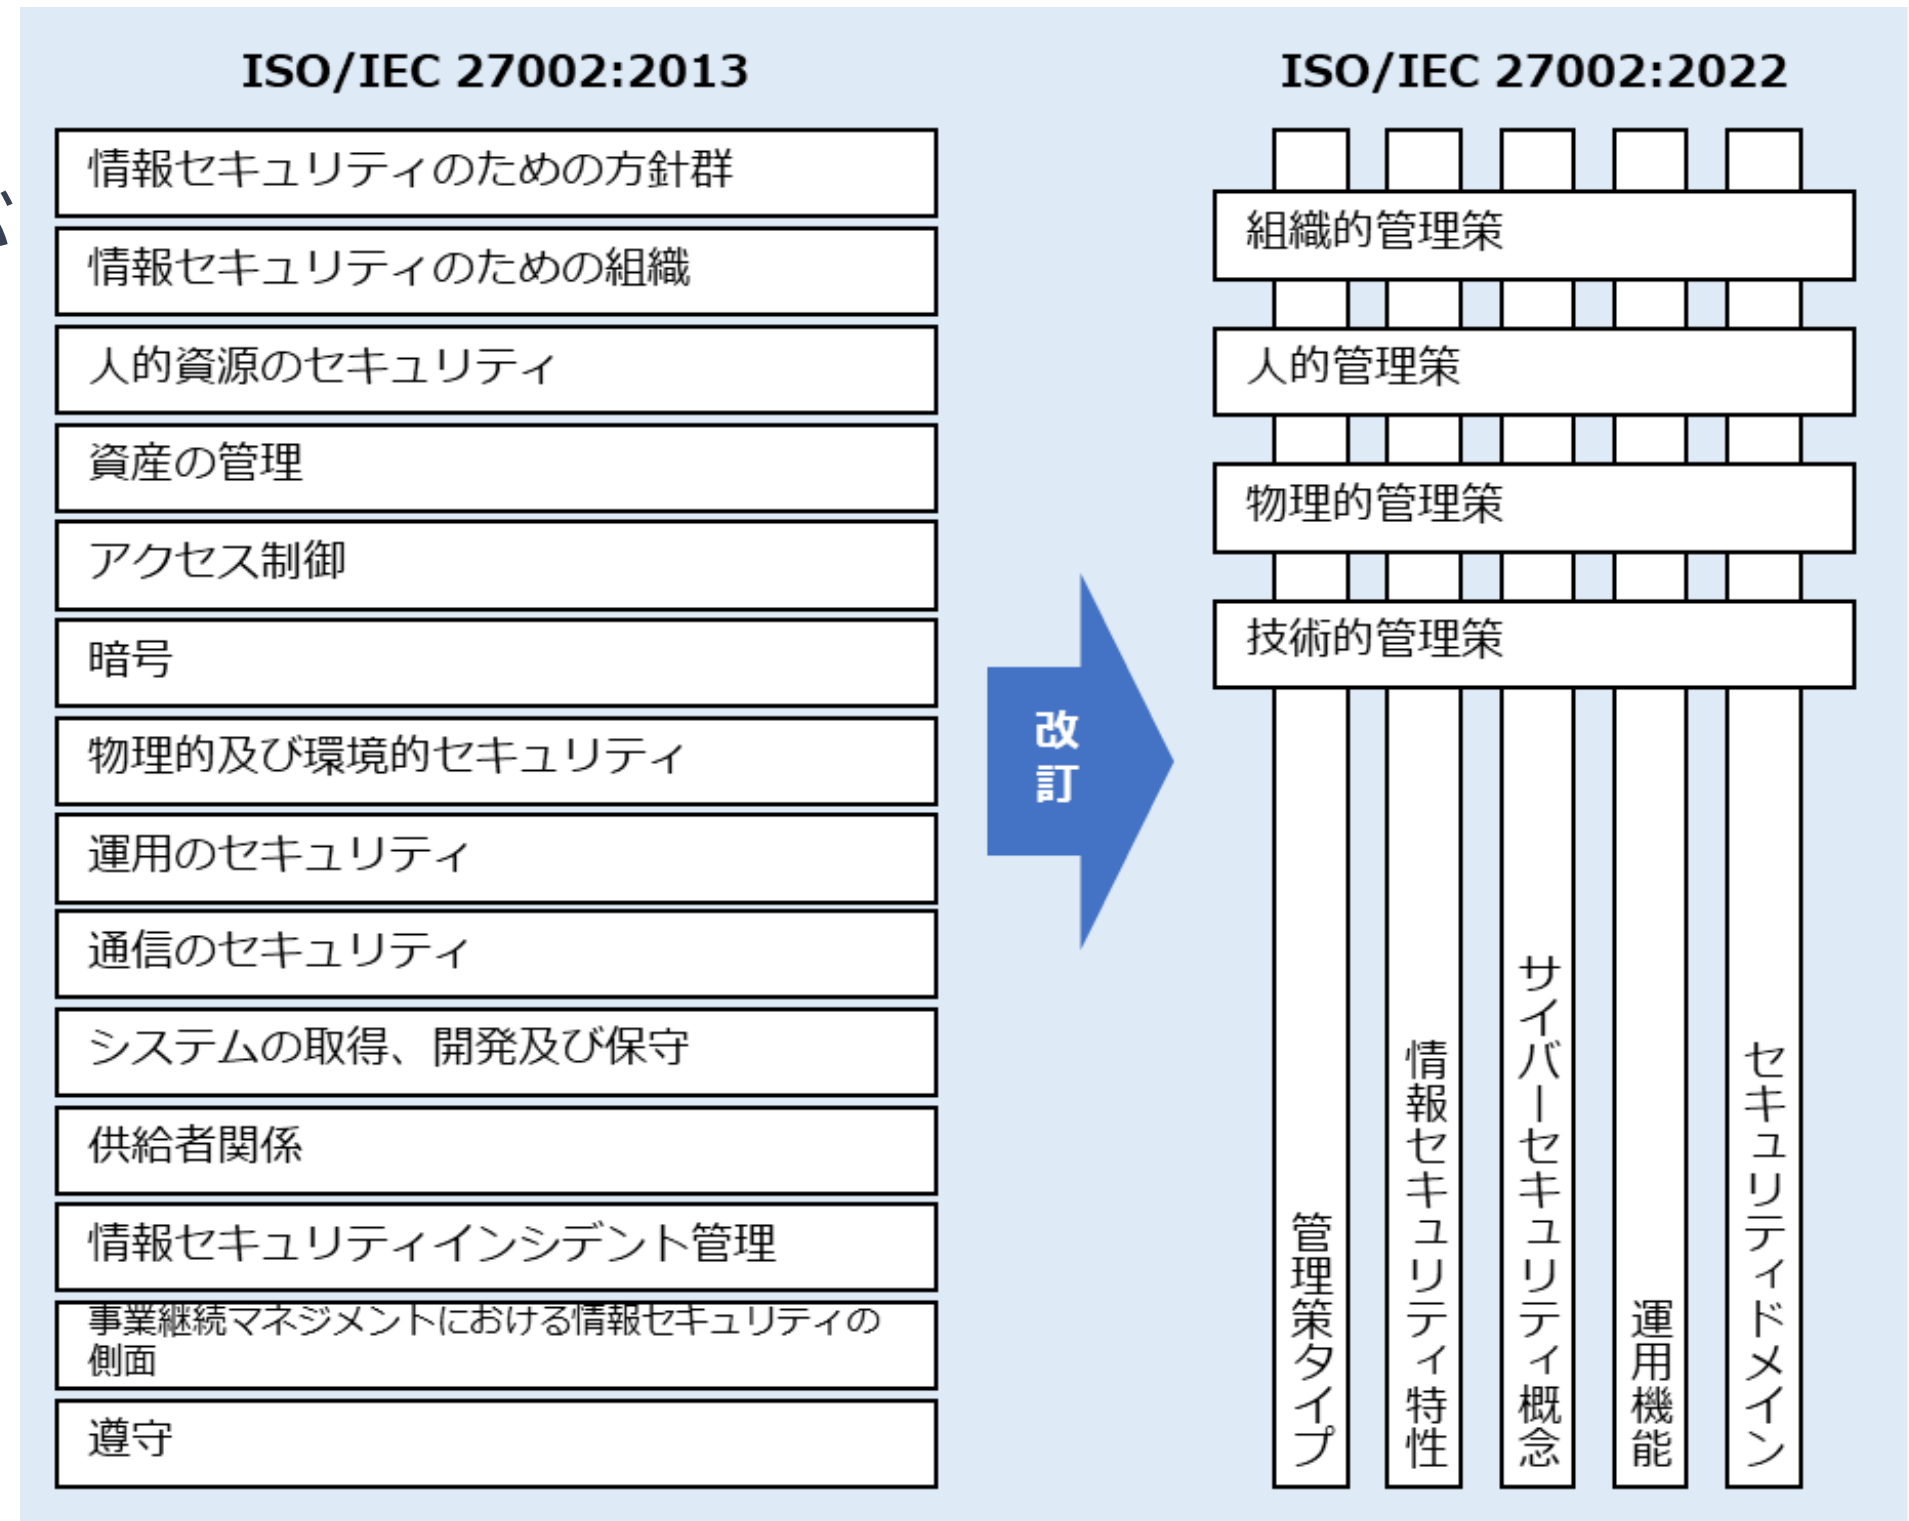 ISO/IEC 27002:2013
情報セキュリティのための方針群
情報セキュリティのための組織
人的資源のセキュリティ
資産の管理
アクセス制御
暗号
物理的及び環境的セキュリティ
運用のセキュリティ
通信のセキュリティ
システムの取得、開発及び保守
供給者関係
情報セキュリティインシデント管理
事業継続マネジメントにおける情報セキュリティの
側面
遵守
改
訂
ISO/IEC 27002:2022
組織的管理策
人的管理策
物理的管理策
技術的管理策
管理策タイプ
情報セキュリティ特性
サイバーセキュリティ概念
運用機能
セキュリティドメイン